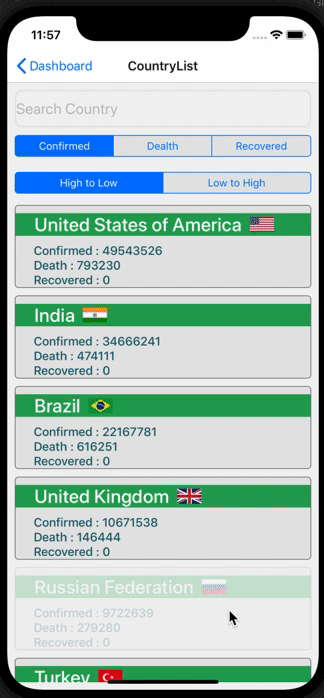 11:57
Dashboard
CountryList
Search Country
Confirmed Dealth Recovered
High to Low Low to High
United States of America
Confirmed : 49543526
Death : 793230
Recovered : 0
India
Confirmed : 34666241
Death : 474111
Recovered : 0
Brazil
Confirmed : 22167781
Death : 616251
Recovered : 0
United Kingdom
Confirmed : 10671538
Death : 146444
Recovered : 0
Russian Federation
Confirmed : 9722639
Death : 279280
Recovered : 0
Turkey